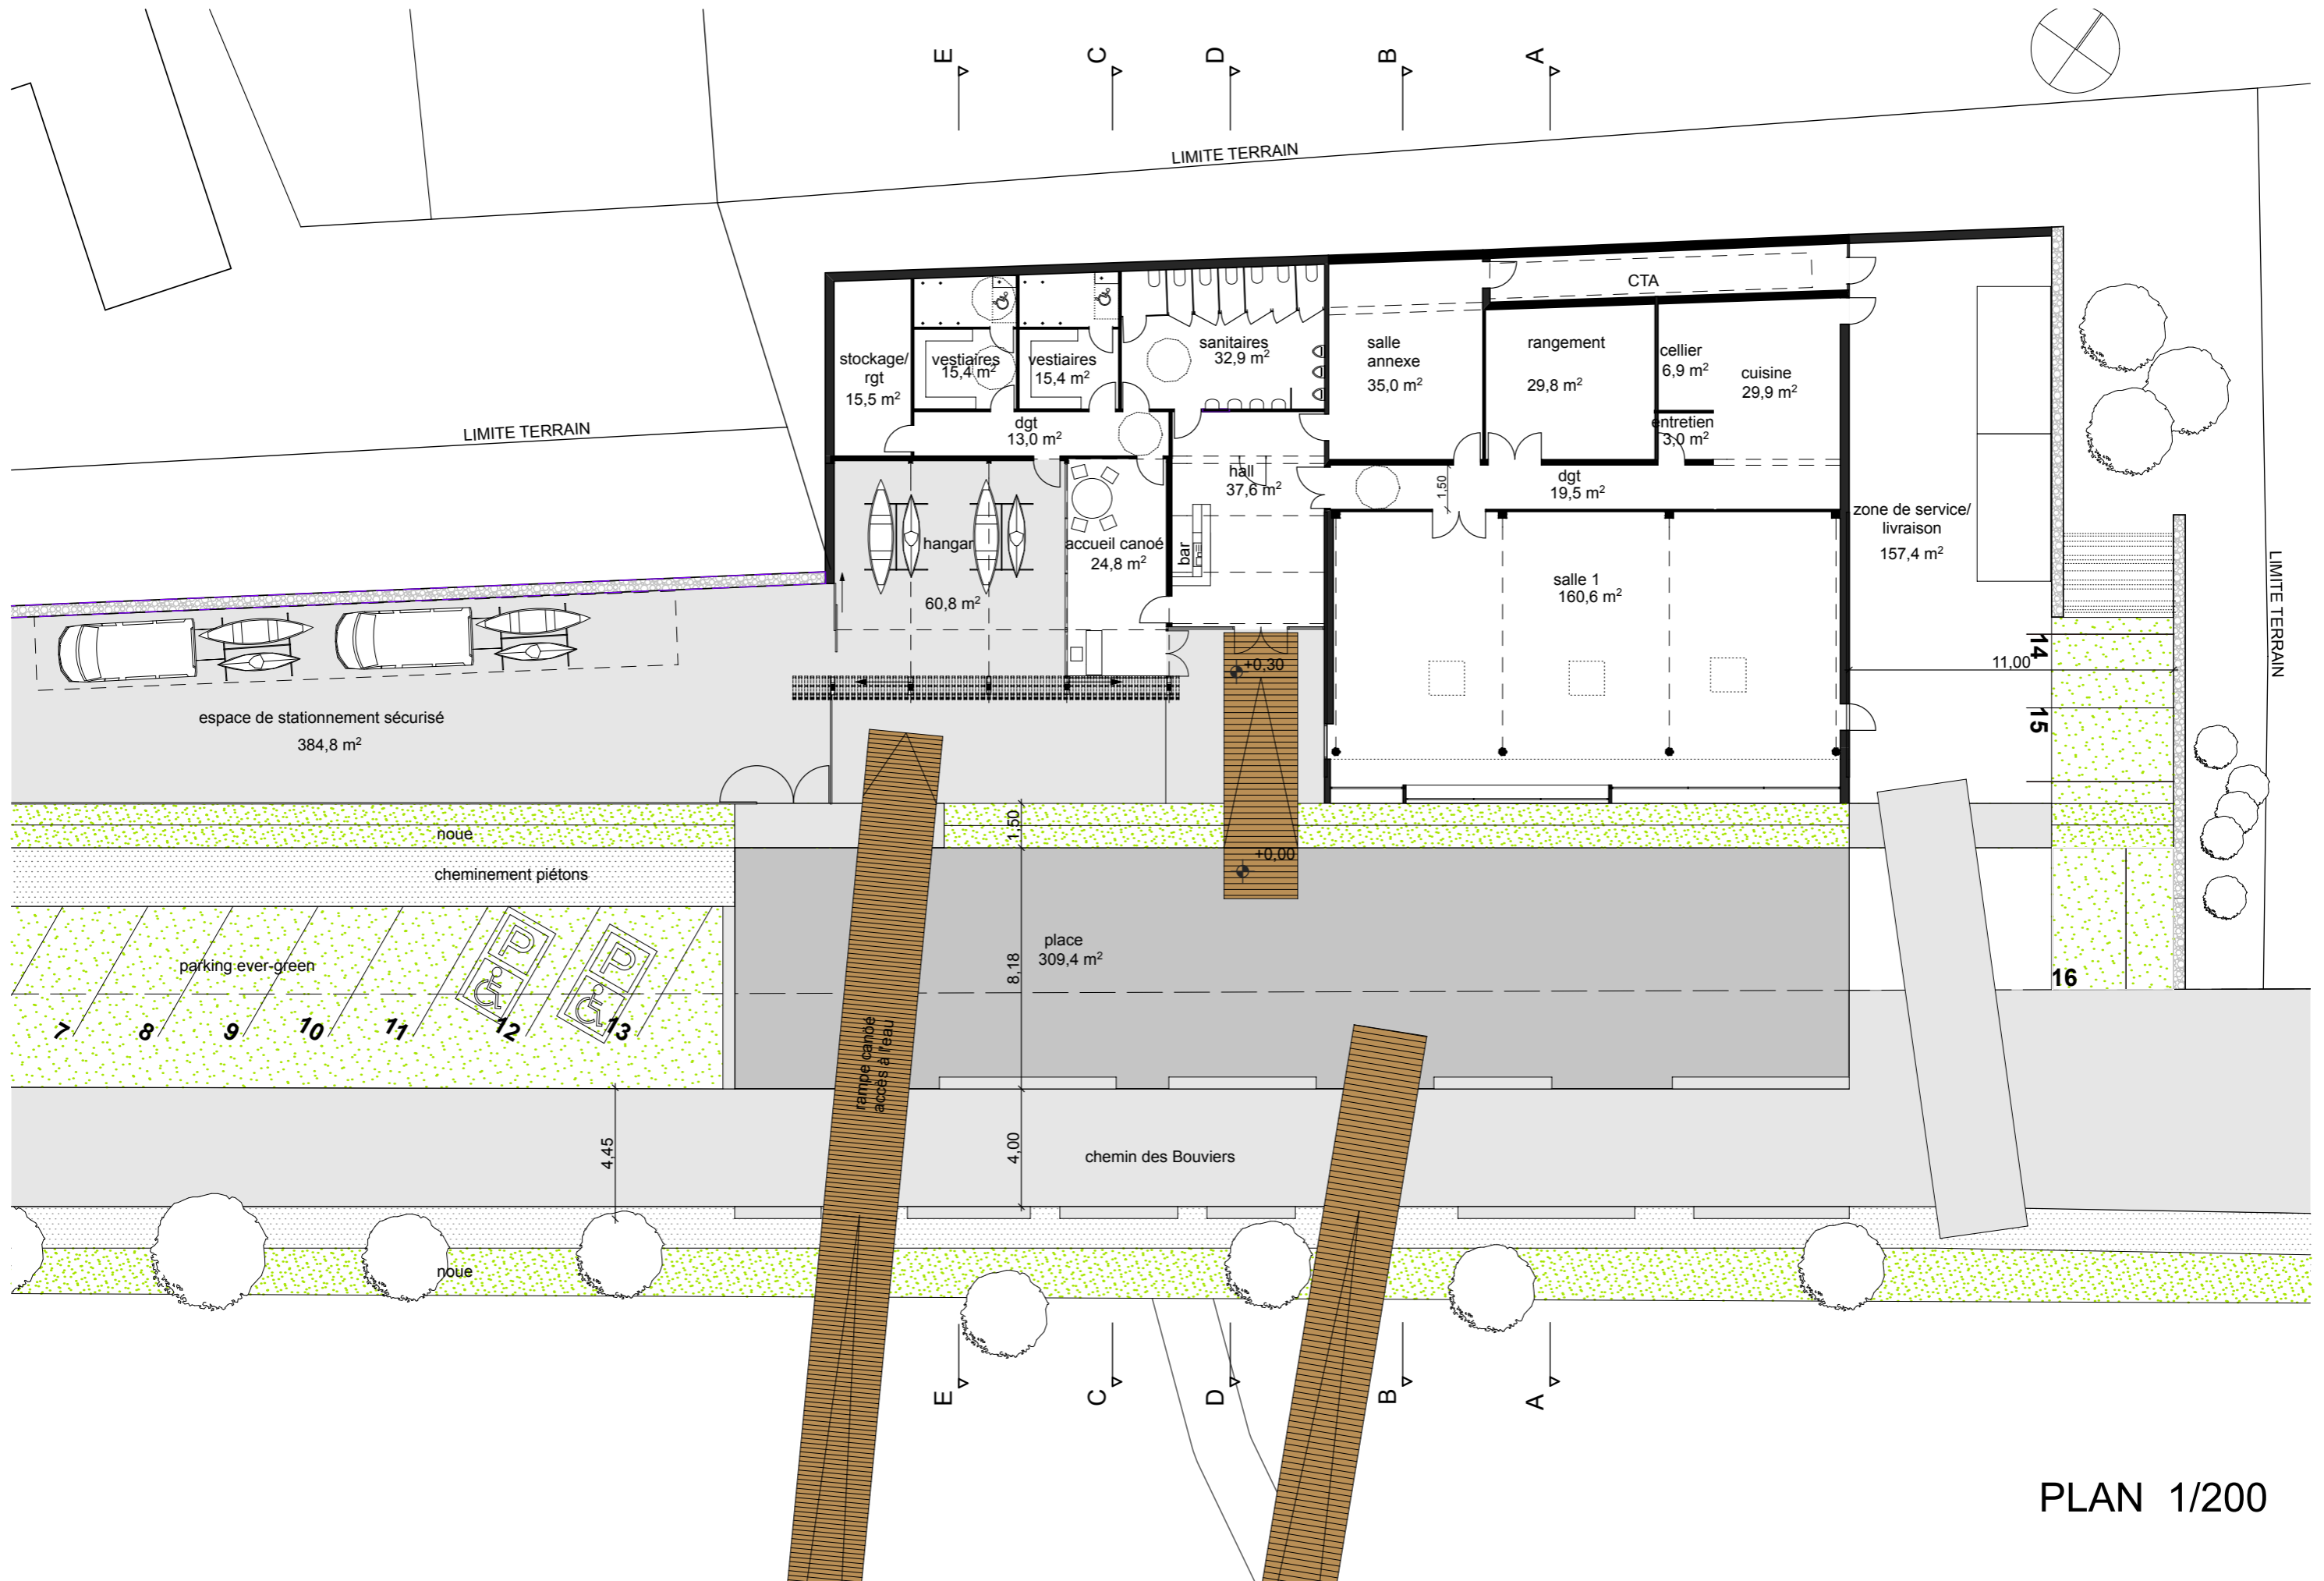 E
C
D
B
A
LIMITE TERRAIN
LIMITE TERRAIN
LIMITE TERRAIN
CTA
stockage/
rgt
15,5 m²
vestiaires
15,4 m²
vestiaires
15,4 m²
sanitaires
32,9 m²
salle
annexe
35,0 m²
rangement
29,8 m²
cellier
6,9 m²
cuisine
29,9 m²
entretien
3,0 m²
dgt
13,0 m²
hall
37,6 m²
dgt
19,5 m²
1,50
hangar
60,8 m²
accueil canoé
24,8 m²
bar
salle 1
160,6 m²
zone de service/
livraison
157,4 m²
11,00
14
15
16
espace de stationnement sécurisé
384,8 m²
+0,30
+0,00
1,50
noue
cheminement piétons
parking ever-green
7
8
9
10
11
12
13
P
P
place
309,4 m²
8,18
rampe canoé
accès à l'eau
4,45
4,00
chemin des Bouviers
noue
E
C
D
B
A
PLAN 1/200